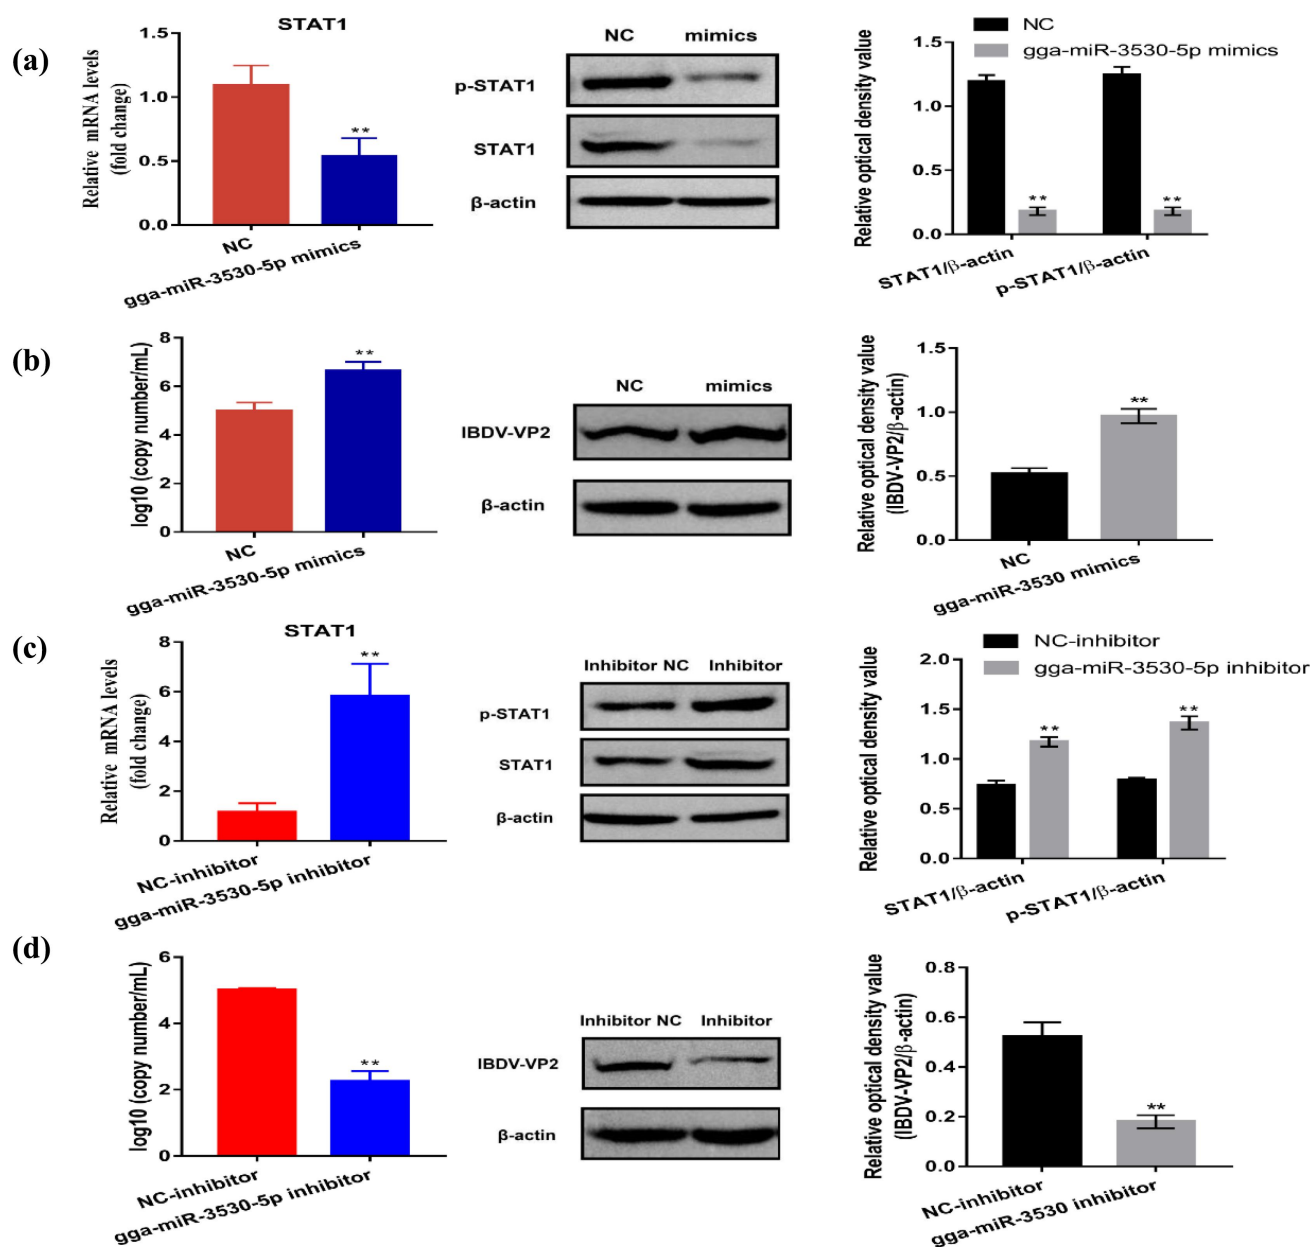 (a)
STAT1
Relative mRNA levels
(fold change)
1.5
1.0
0.5
0.0
**
NC
gga-miR-3530-5p mimics
NC mimics
p-STAT1
STAT1
β-actin
NC
gga-miR-3530-5p mimics
Relative optical density value
1.5
1.0
0.5
0.0
**
**
STAT1/β-actin
p-STAT1/β-actin
(b)
log10 (copy number/mL)
8
6
4
2
0
**
NC
gga-miR-3530-5p mimics
NC mimics
IBDV-VP2
β-actin
Relative optical density value
(IBDV-VP2/β-actin)
1.5
1.0
0.5
0.0
**
NC
gga-miR-3530 mimics
(c)
STAT1
Relative mRNA levels
(fold change)
8
6
4
2
0
**
NC-inhibitor
gga-miR-3530-5p inhibitor
Inhibitor NC Inhibitor
p-STAT1
STAT1
β-actin
NC-inhibitor
gga-miR-3530-5p inhibitor
Relative optical density value
2.0
1.5
1.0
0.5
0.0
**
**
STAT1/β-actin
p-STAT1/β-actin
(d)
log10 (copy number/mL)
6
4
2
0
**
NC-inhibitor
gga-miR-3530-5p inhibitor
Inhibitor NC Inhibitor
IBDV-VP2
β-actin
Relative optical density value
(IBDV-VP2/β-actin)
0.8
0.6
0.4
0.2
0.0
**
NC-inhibitor
gga-miR-3530 inhibitor